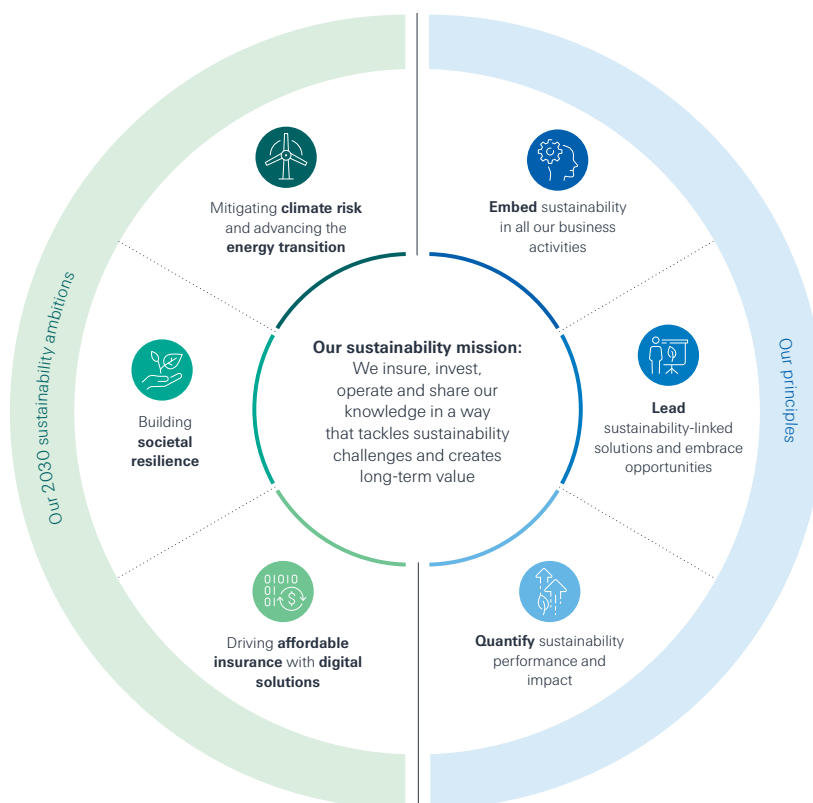 Our 2030 sustainability ambitions
Mitigating climate risk
and advancing the
energy transition
Building
societal
resilience
01010
01
01
$
Driving affordable
insurance with digital
solutions
Our sustainability mission:
We insure, invest,
operate and share our
knowledge in a way
that tackles sustainability
challenges and creates
long-term value
Our principles
Embed sustainability
in all our business
activities
Lead
sustainability-linked
solutions and embrace
opportunities
Quantify sustainability
performance and
impact